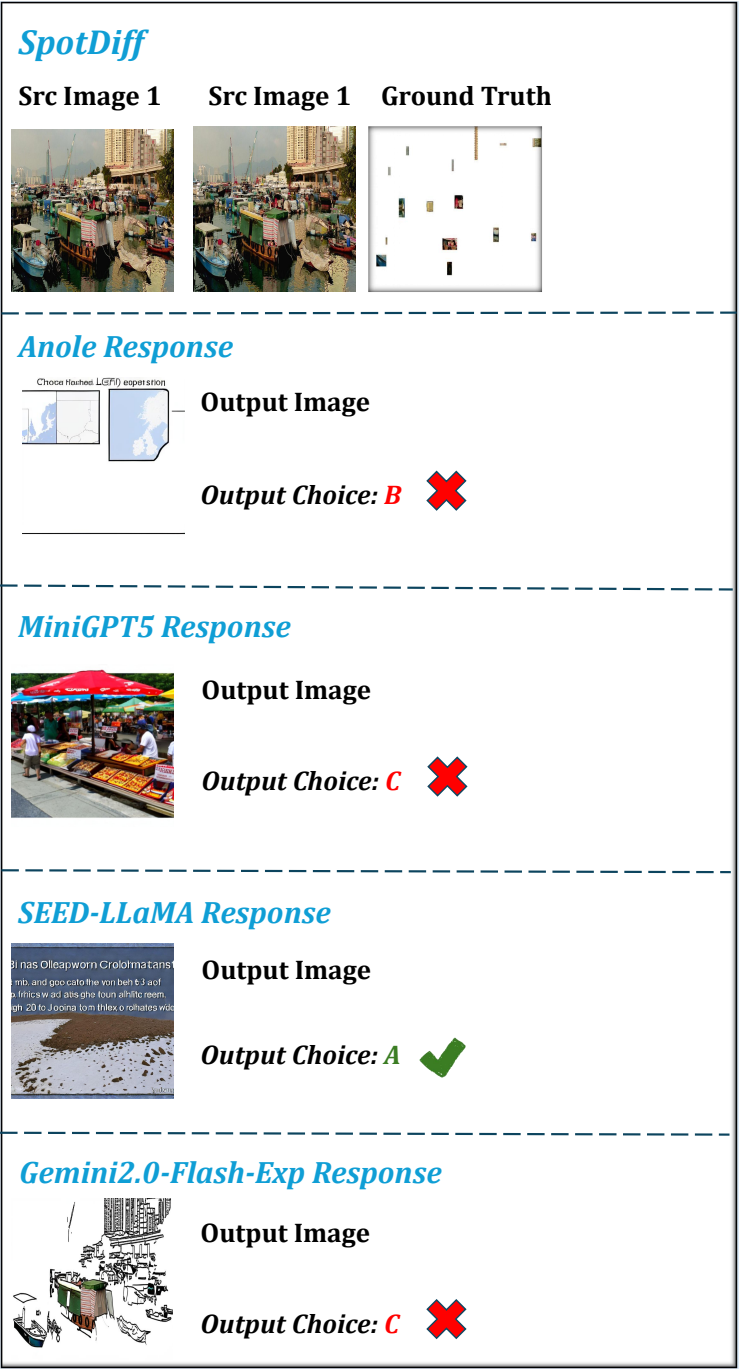 SpotDiff
Src Image 1 Src Image 1 Ground Truth
Anole Response
Output Image
Output Choice: B
MiniGPT5 Response
Output Image
Output Choice: C
SEED-LLaMA Response
Output Image
Output Choice: A
Gemini2.0-Flash-Exp Response
Output Image
Output Choice: C